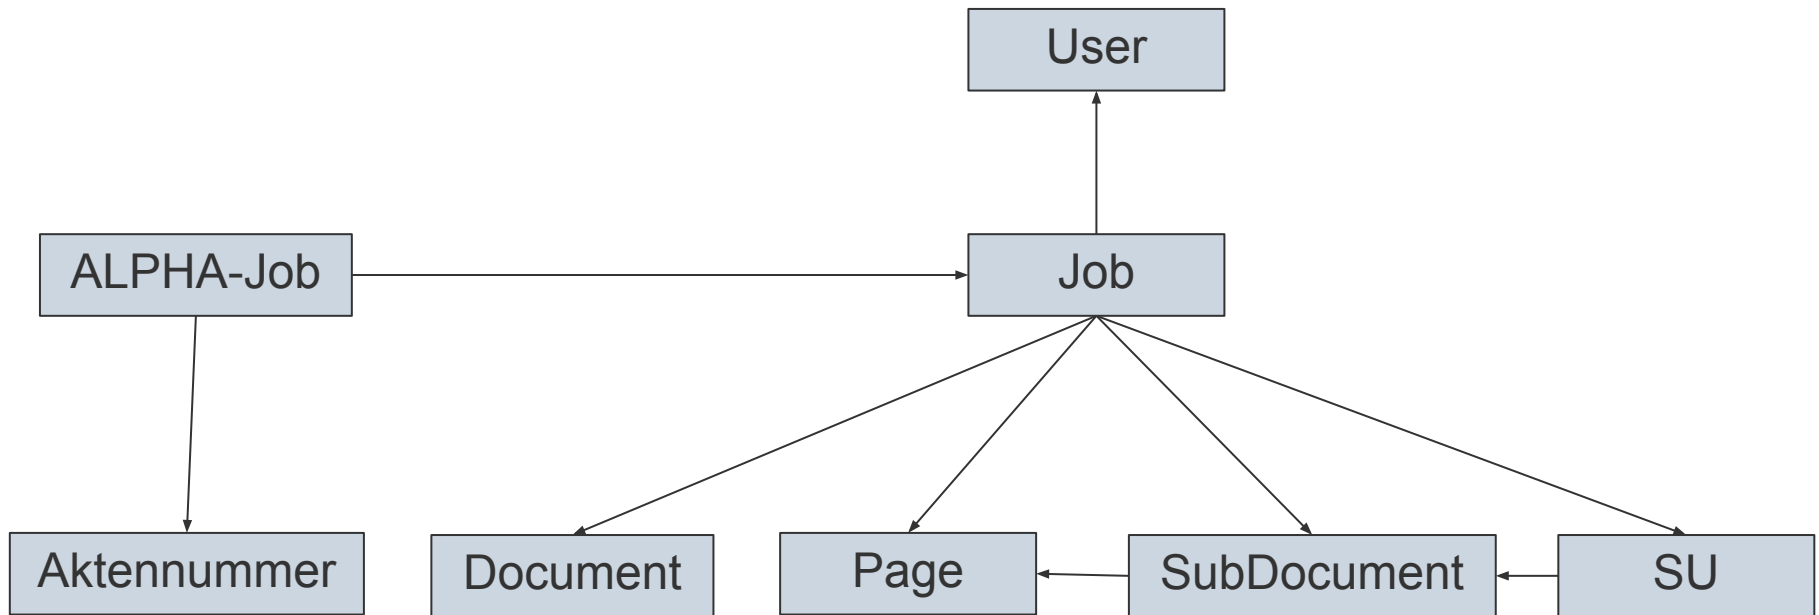 User
ALPHA-Job
Job
Aktennummer
Document
Page
SubDocument
SU